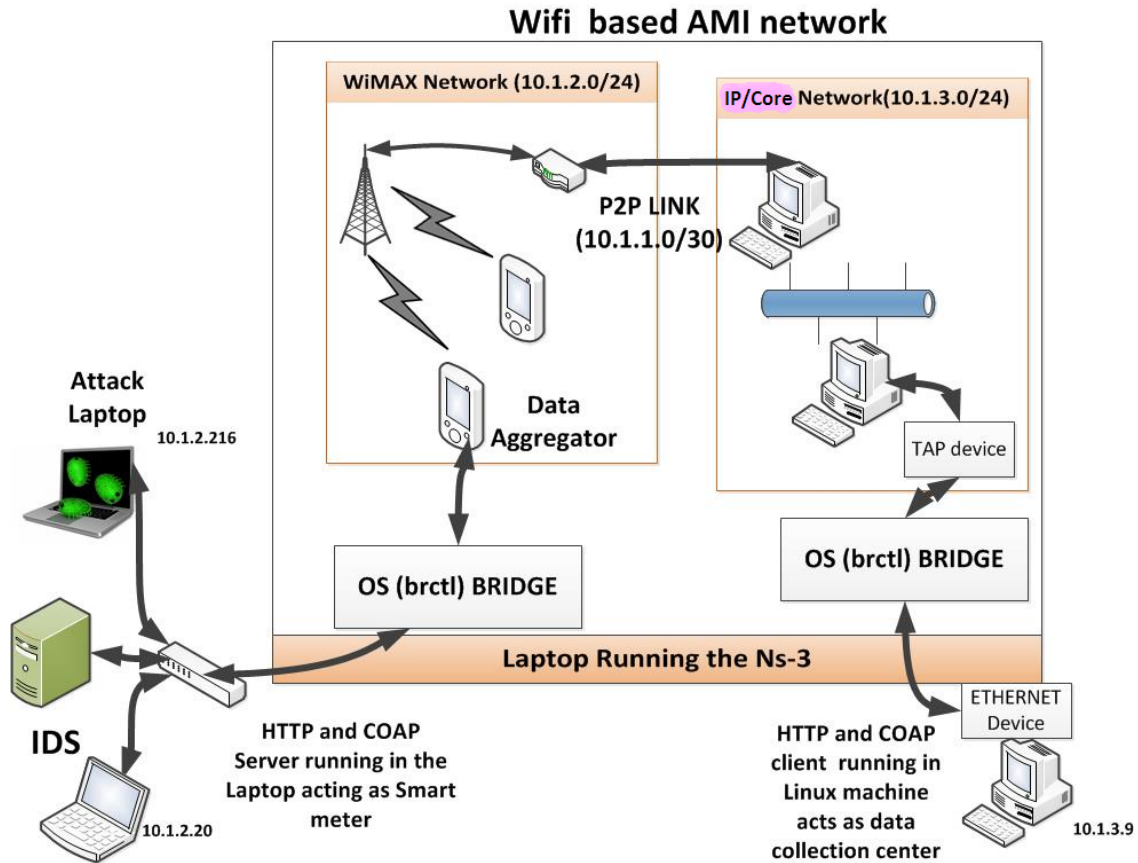 Wifi based AMI network
WiMAX Network (10.1.2.0/24)
IP/Core Network(10.1.3.0/24)
P2P LINK
(10.1.1.0/30)
Attack
Laptop
10.1.2.216
Data
Aggregator
TAP device
OS (brctl) BRIDGE
OS (brctl) BRIDGE
Laptop Running the Ns-3
IDS
10.1.2.20
HTTP and COAP
Server running in the
Laptop acting as Smart
meter
HTTP and COAP
client running in
Linux machine
acts as data
collection center
ETHERNET
Device
10.1.3.9